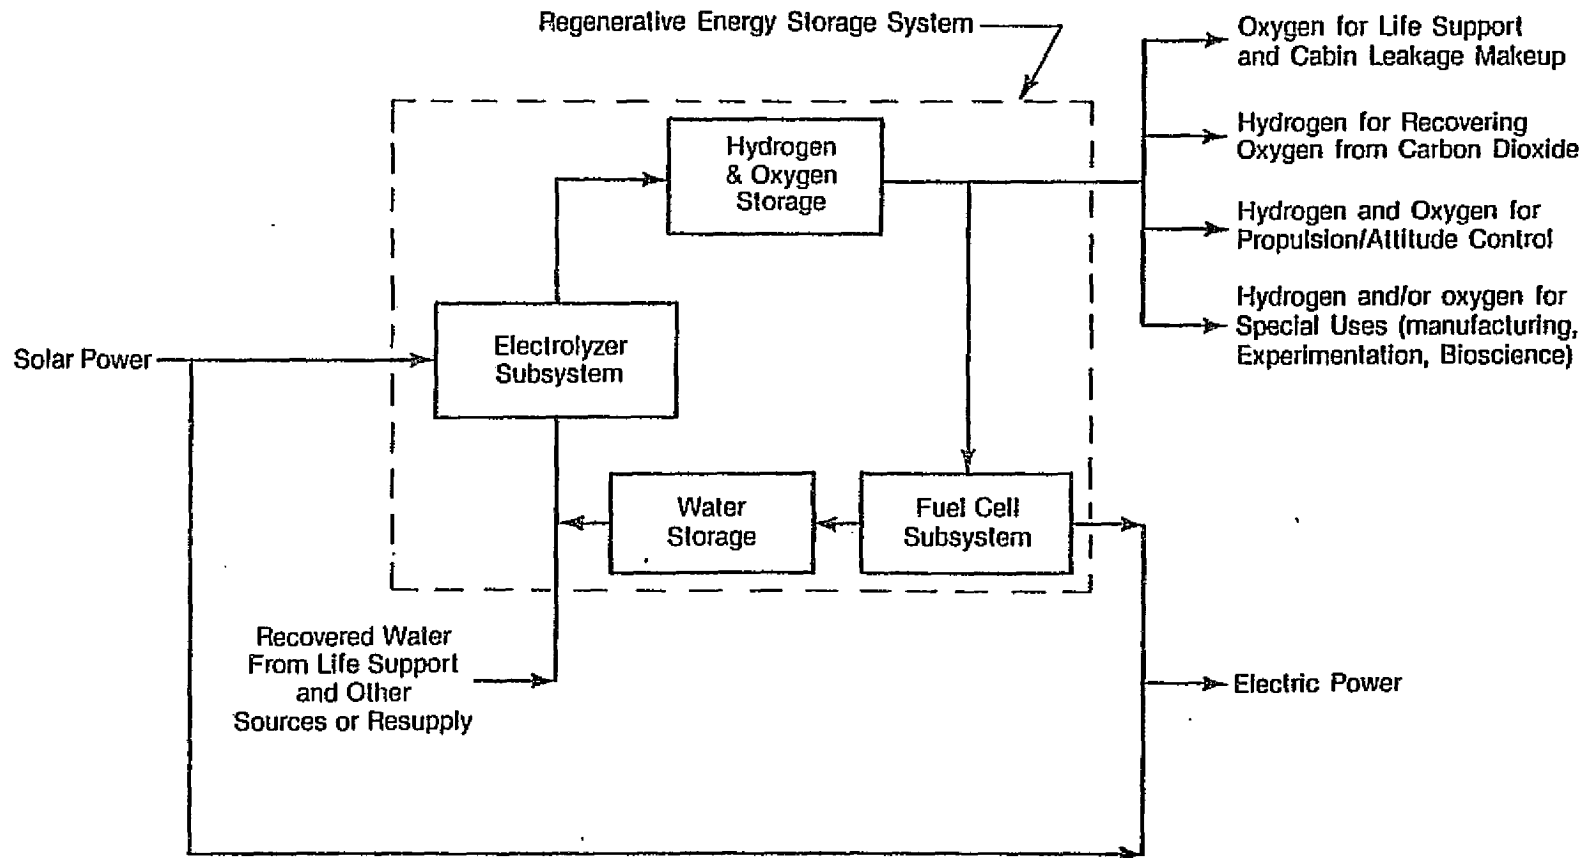 Regenerative Energy Storage System
Oxygen for Life Support
and Cabin Leakage Makeup
Hydrogen
& Oxygen
Storage
Hydrogen for Recovering
Oxygen from Carbon Dioxide
Hydrogen and Oxygen for
Propulsion/Attitude Control
Hydrogen and/or oxygen for
Special Uses (manufacturing,
Experimentation, Bioscience)
Solar Power
Electrolyzer
Subsystem
Water
Storage
Fuel Cell
Subsystem
Recovered Water
From Life Support
and Other
Sources or Resupply
Electric Power